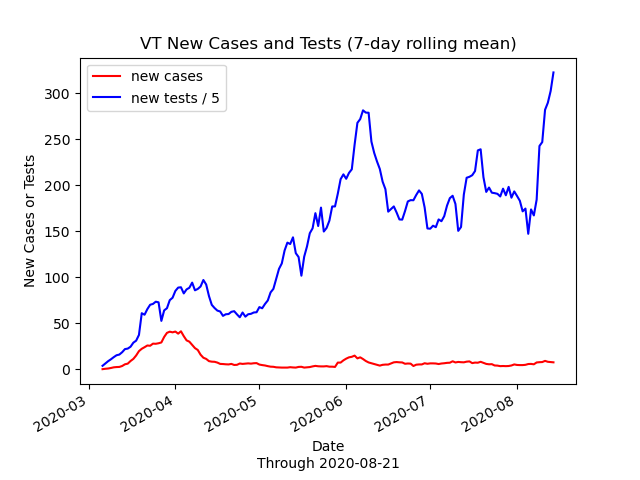 VT New Cases and Tests (7-day rolling mean)
new cases
new tests / 5
300
250
200
150
100
50
0
New Cases or Tests
2020-03
2020-04
2020-05
2020-06
2020-07
2020-08
Date
Through 2020-08-21